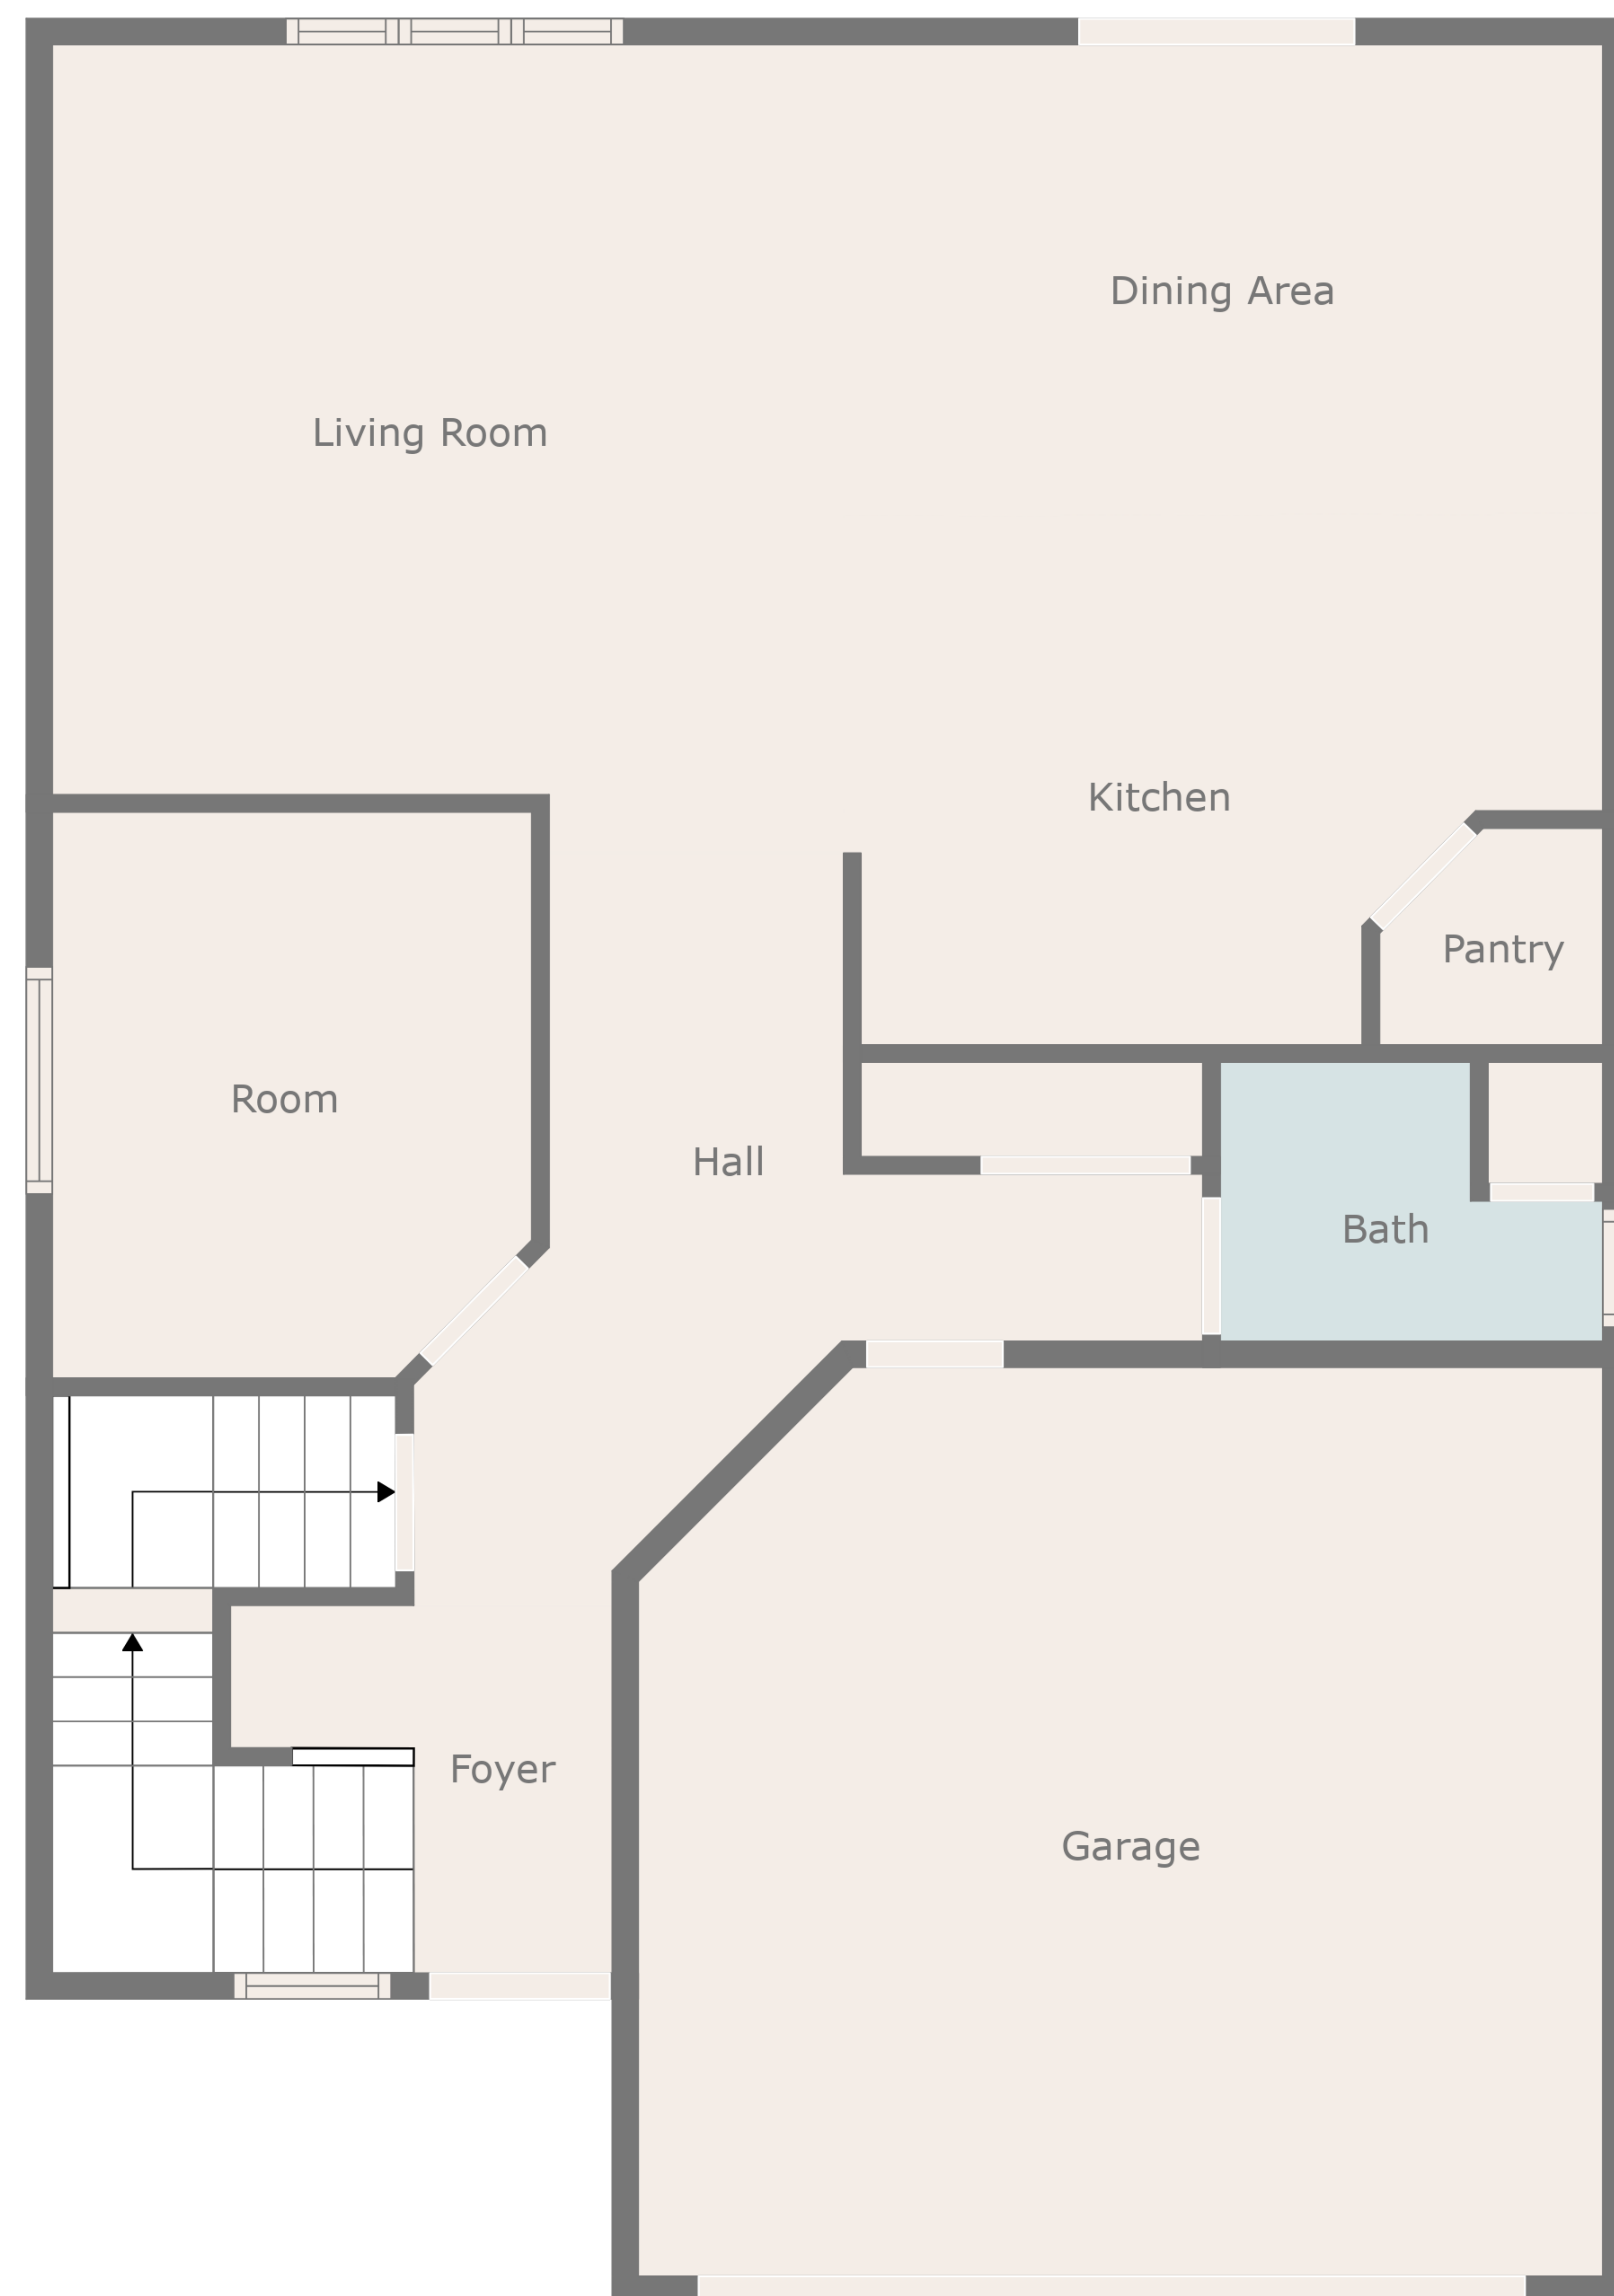 Dining Area
Living Room
Kitchen
Pantry
Room
Hall
Bath
Foyer
Garage